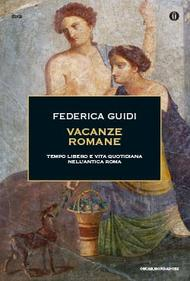 FEDERICA GUIDI
VACANZE
ROMANE
TEMPO LIBERO E VITA QUOTIDIANA
NELL'ANTICA ROMA
OSCAR MONDADORI